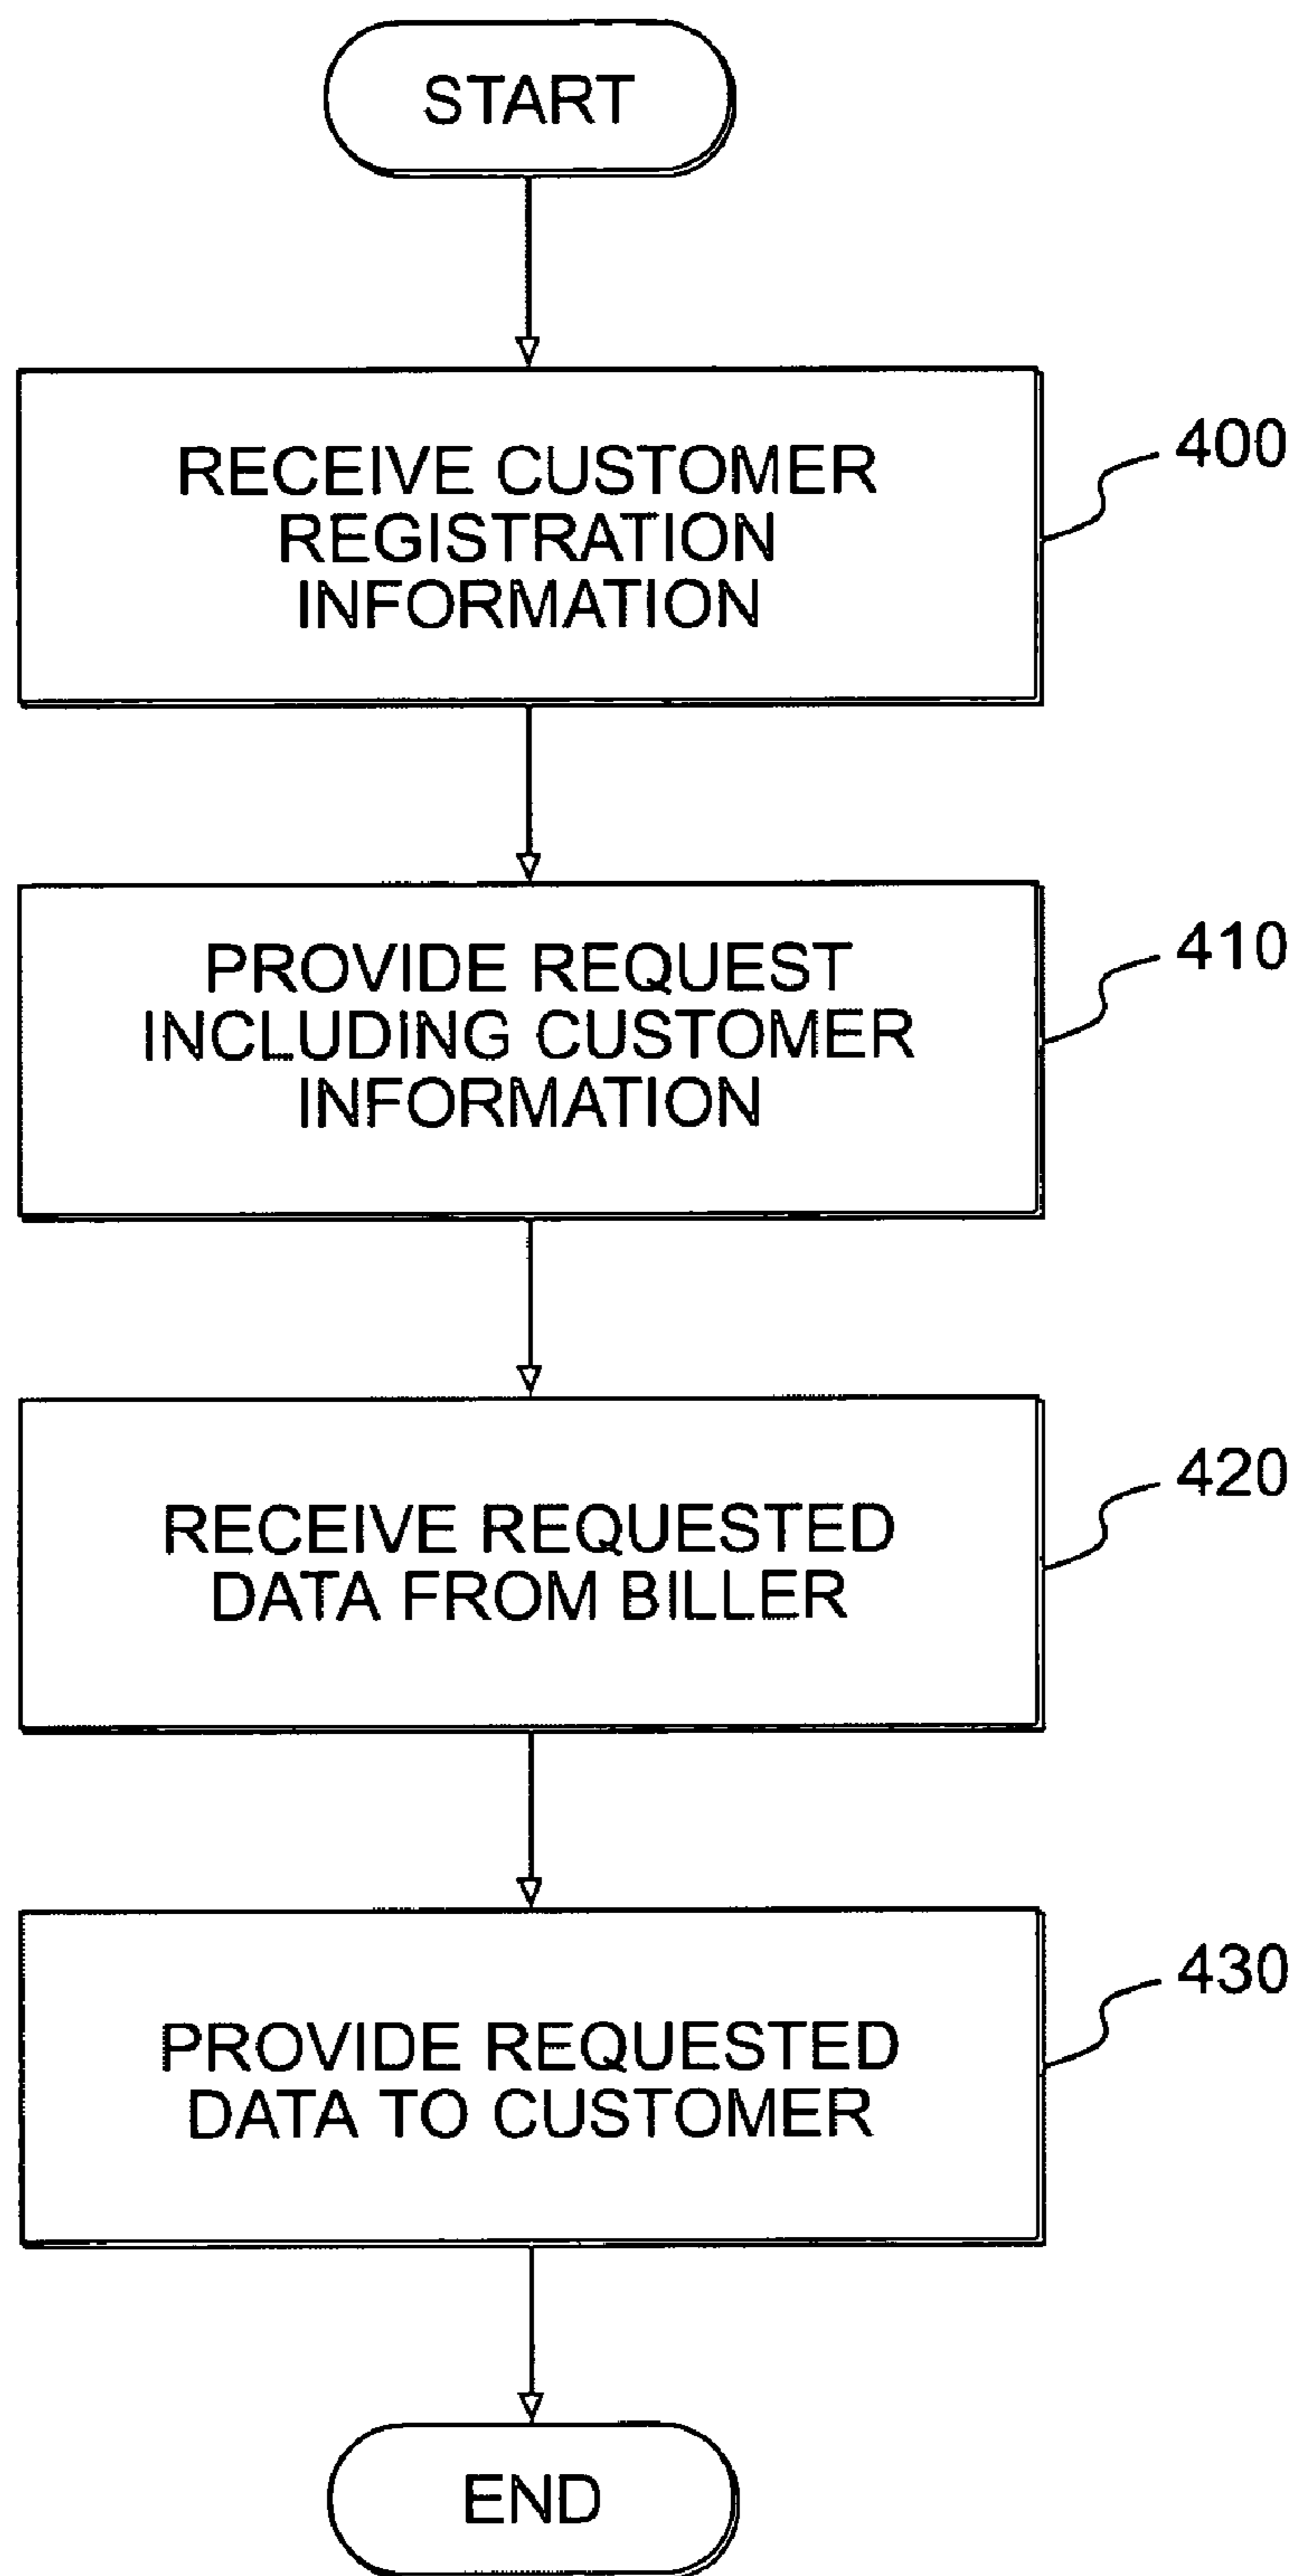 START
RECEIVE CUSTOMER
REGISTRATION
INFORMATION
400
PROVIDE REQUEST
INCLUDING CUSTOMER
INFORMATION
410
RECEIVE REQUESTED
DATA FROM BILLER
420
PROVIDE REQUESTED
DATA TO CUSTOMER
430
END